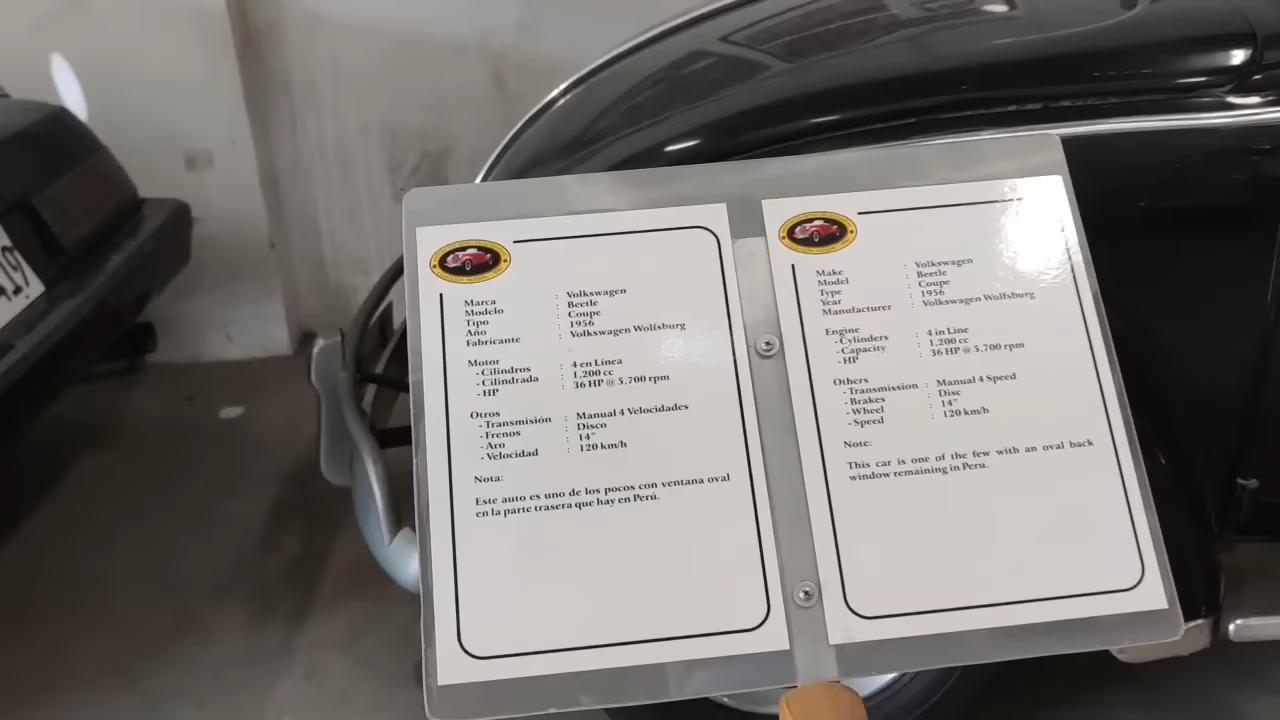 Marca : Volkswagen
Modelo : Beetle
Tipo : Coupe
Año : 1956
Fabricante : Volkswagen Wolfsburg
Motor
- Cilindros : 4 en Línea
- Cilindrada : 1,200 cc
- HP : 36 HP @ 5,700 rpm
Otros
- Transmisión : Manual 4 Velocidades
- Frenos : Disco
- Aro : 14"
- Velocidad : 120 km/h
Nota:
Este auto es uno de los pocos con ventana oval
en la parte trasera que hay en Perú.
Make : Volkswagen
Model : Beetle
Type : Coupe
Year : 1956
Manufacturer : Volkswagen Wolfsburg
Engine
- Cylinders : 4 in Line
- Capacity : 1,200 cc
- HP : 36 HP @ 5.700 rpm
Others
- Transmission : Manual 4 Speed
- Brakes : Disc
- Wheel : 14"
- Speed : 120 km/h
Note:
This car is one of the few with an oval back
window remaining in Peru.